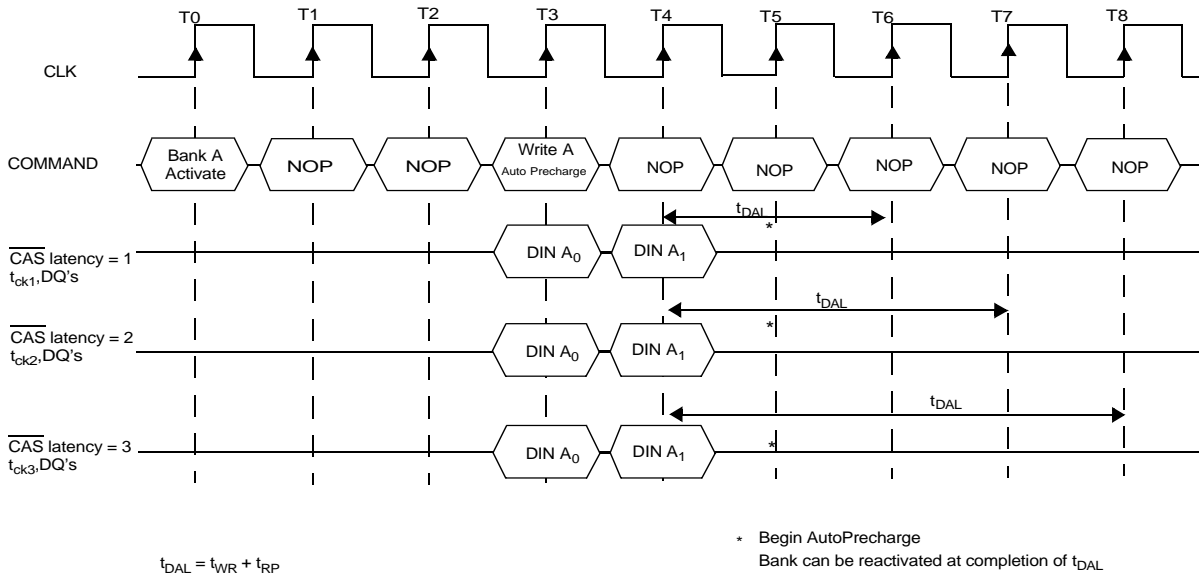 T0 T1 T2 T3 T4 T5 T6 T7 T8
CLK
COMMAND
Bank A
Activate
NOP
NOP
Write A
Auto Precharge
NOP
NOP
NOP
NOP
NOP
tDAL
*
CAS latency = 1
tck1,DQ's
DIN A0
DIN A1
tDAL
*
CAS latency = 2
tck2,DQ's
DIN A0
DIN A1
tDAL
*
CAS latency = 3
tck3,DQ's
DIN A0
DIN A1
tDAL = tWR + tRP
* Begin AutoPrecharge
Bank can be reactivated at completion of tDAL